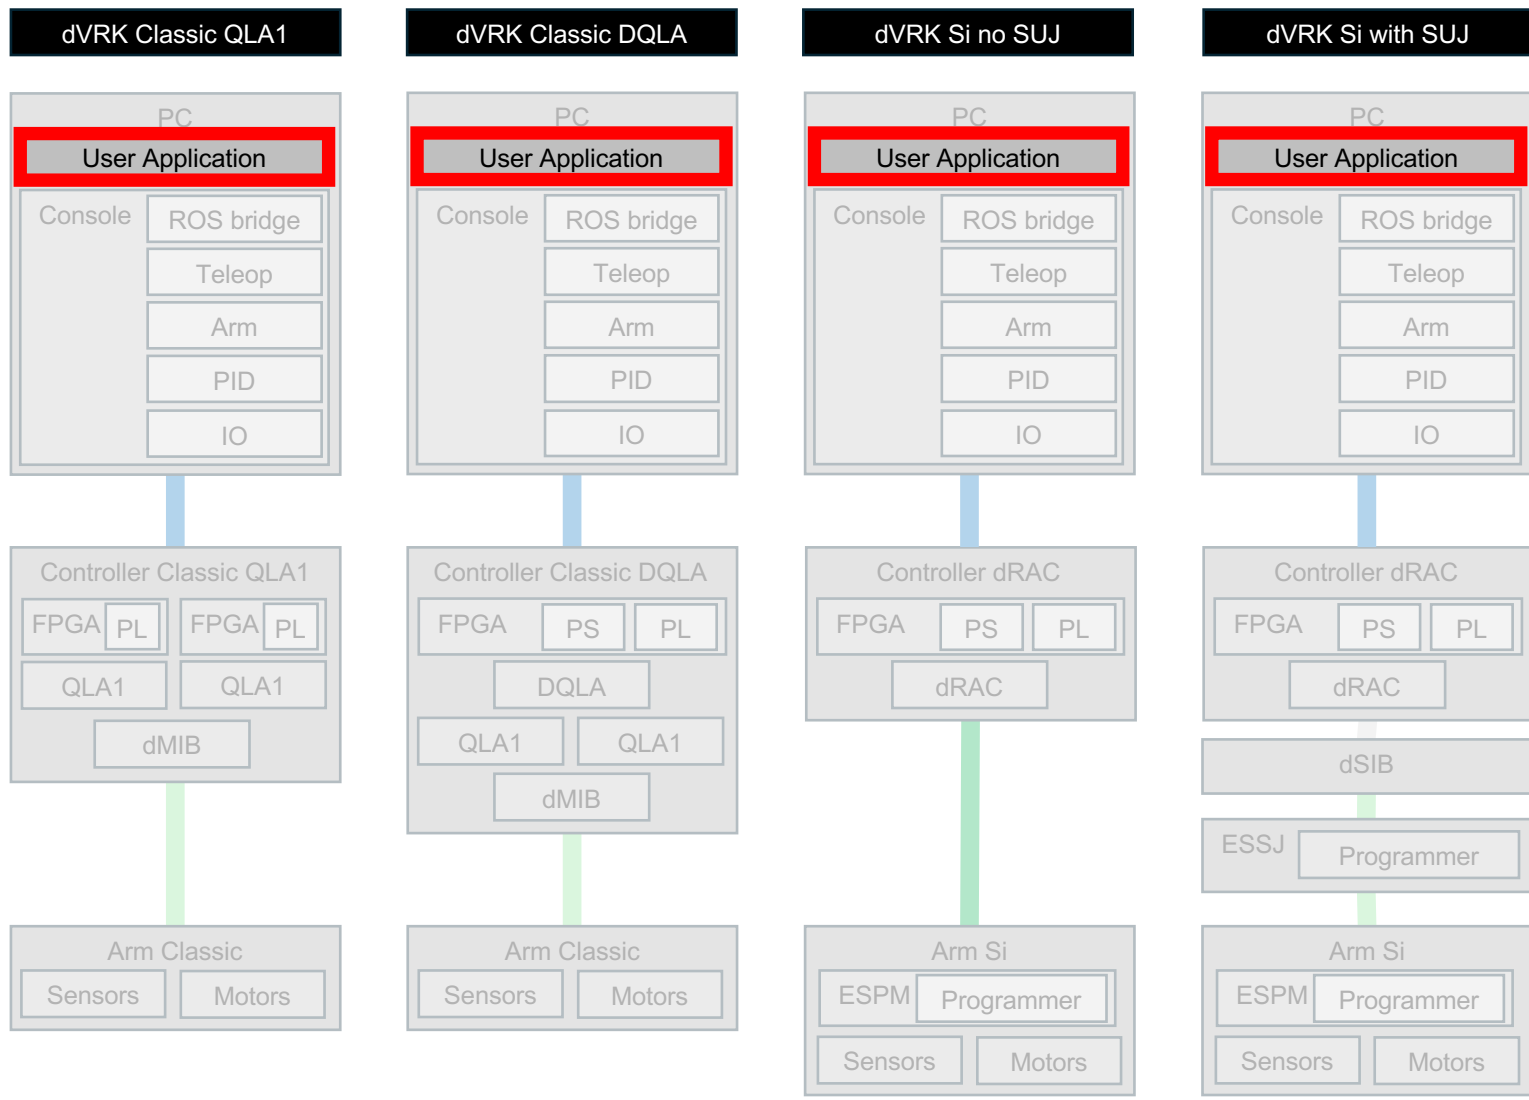 dVRK Classic QLA1
PC
User Application
Console
ROS bridge
Teleop
Arm
PID
IO
Controller Classic QLA1
FPGA
PL
FPGA
PL
QLA1
QLA1
dMIB
Arm Classic
Sensors
Motors
dVRK Classic DQLA
PC
User Application
Console
ROS bridge
Teleop
Arm
PID
IO
Controller Classic DQLA
FPGA
PS
PL
DQLA
QLA1
QLA1
dMIB
Arm Classic
Sensors
Motors
dVRK Si no SUJ
PC
User Application
Console
ROS bridge
Teleop
Arm
PID
IO
Controller dRAC
FPGA
PS
PL
dRAC
Arm Si
ESPM
Programmer
Sensors
Motors
dVRK Si with SUJ
PC
User Application
Console
ROS bridge
Teleop
Arm
PID
IO
Controller dRAC
FPGA
PS
PL
dRAC
dSIB
ESSJ
Programmer
Arm Si
ESPM
Programmer
Sensors
Motors